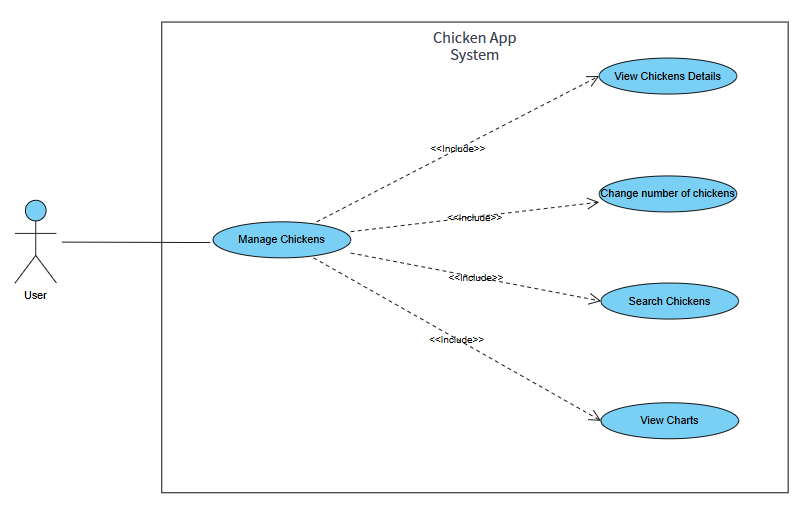 Chicken App
System
View Chickens Details
<<Include>>
Change number of chickens
<<Include>>
Manage Chickens
<<Include>>
User
Search Chickens
<<Include>>
View Charts